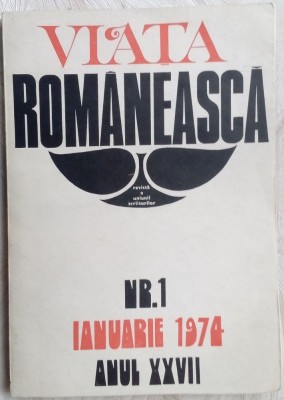 VIAȚA
ROMÂNEASCĂ
revistă
a
uniunii
scriitorilor
NR.1
IANUARIE 1974
ANUL XXVII